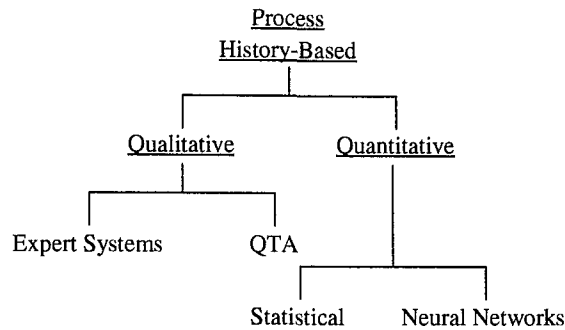 Process
History-Based
Qualitative
Quantitative
Expert Systems
QTA
Statistical
Neural Networks